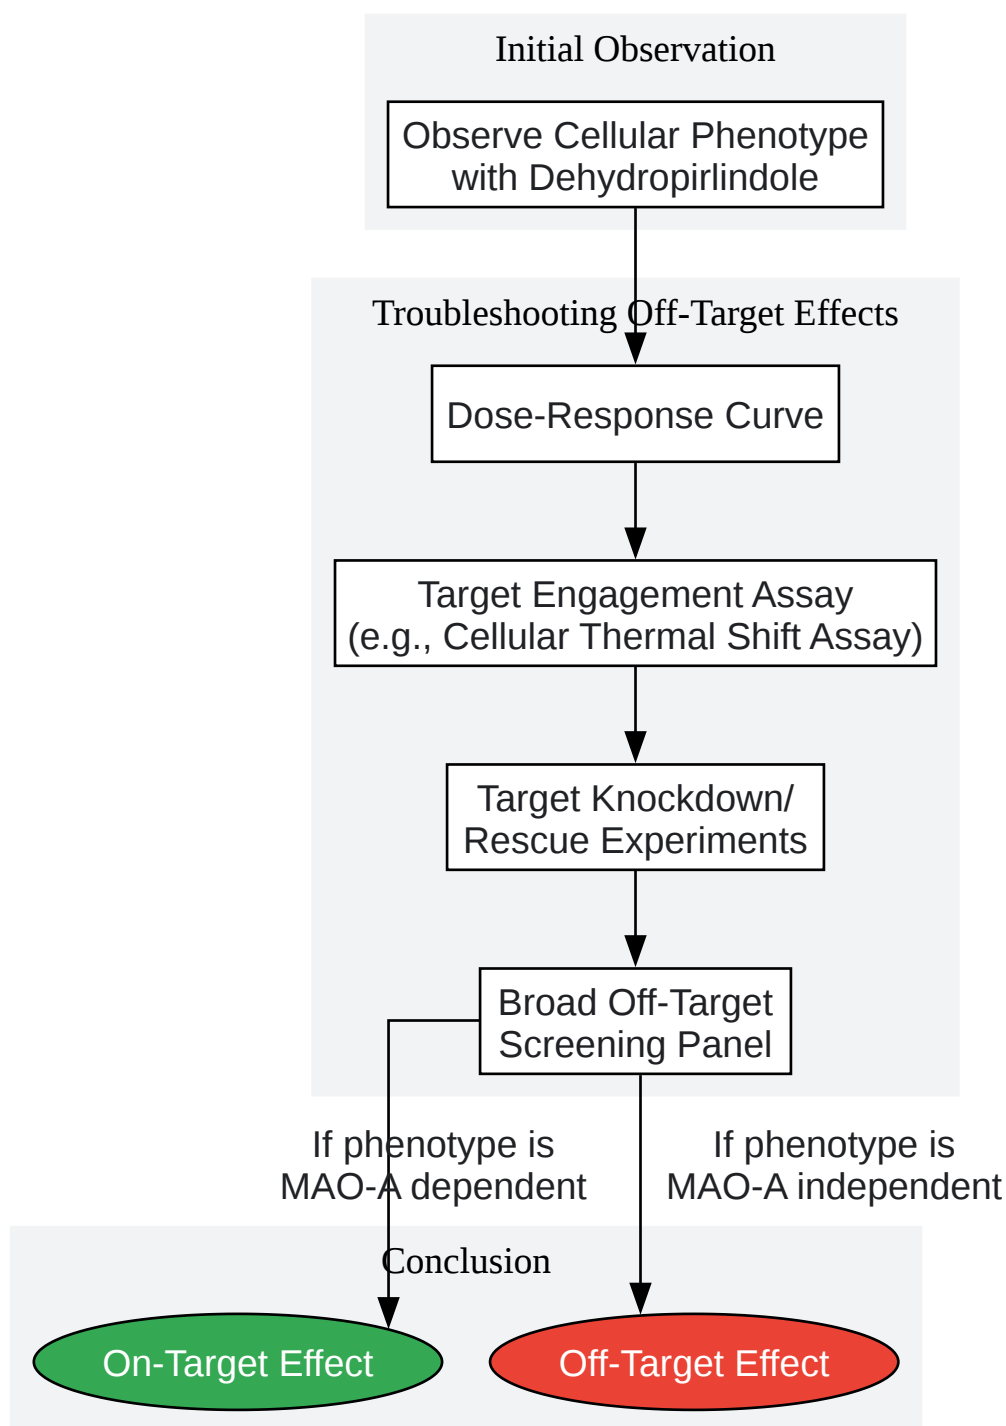 Initial Observation
Observe Cellular Phenotype
with Dehydropirlindole
Troubleshooting Off-Target Effects
Dose-Response Curve
Target Engagement Assay
(e.g., Cellular Thermal Shift Assay)
Target Knockdown/
Rescue Experiments
Broad Off-Target
Screening Panel
If phenotype is
MAO-A dependent
If phenotype is
MAO-A independent
Conclusion
On-Target Effect
Off-Target Effect